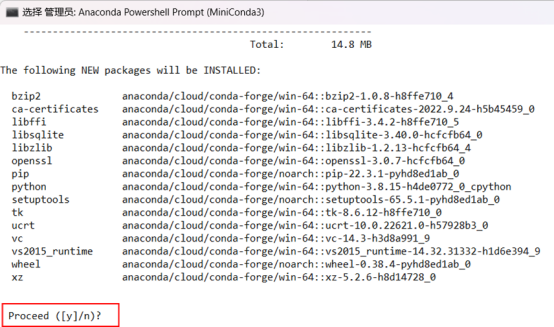 选择 管理员: Anaconda Powershell Prompt (MiniConda3)
------------------------------------------------------------
Total: 14.8 MB
The following NEW packages will be INSTALLED:
bzip2 anaconda/cloud/conda-forge/win-64::bzip2-1.0.8-h8ffe710_4
ca-certificates anaconda/cloud/conda-forge/win-64::ca-certificates-2022.9.24-h5b45459_0
libffi anaconda/cloud/conda-forge/win-64::libffi-3.4.2-h8ffe710_5
libsqlite anaconda/cloud/conda-forge/win-64::libsqlite-3.40.0-hcfcfb64_0
libzlib anaconda/cloud/conda-forge/win-64::libzlib-1.2.13-hcfcfb64_4
openssl anaconda/cloud/conda-forge/win-64::openssl-3.0.7-hcfcfb64_0
pip anaconda/cloud/conda-forge/noarch::pip-22.3.1-pyhd8ed1ab_0
python anaconda/cloud/conda-forge/win-64::python-3.8.15-h4de0772_0_cpython
setuptools anaconda/cloud/conda-forge/noarch::setuptools-65.5.1-pyhd8ed1ab_0
tk anaconda/cloud/conda-forge/win-64::tk-8.6.12-h8ffe710_0
ucrt anaconda/cloud/conda-forge/win-64::ucrt-10.0.22621.0-h57928b3_0
vc anaconda/cloud/conda-forge/win-64::vc-14.3-h3d8a991_9
vs2015_runtime anaconda/cloud/conda-forge/win-64::vs2015_runtime-14.32.31332-h1d6e394_9
wheel anaconda/cloud/conda-forge/noarch::wheel-0.38.4-pyhd8ed1ab_0
xz anaconda/cloud/conda-forge/win-64::xz-5.2.6-h8d14728_0
Proceed ([y]/n)?